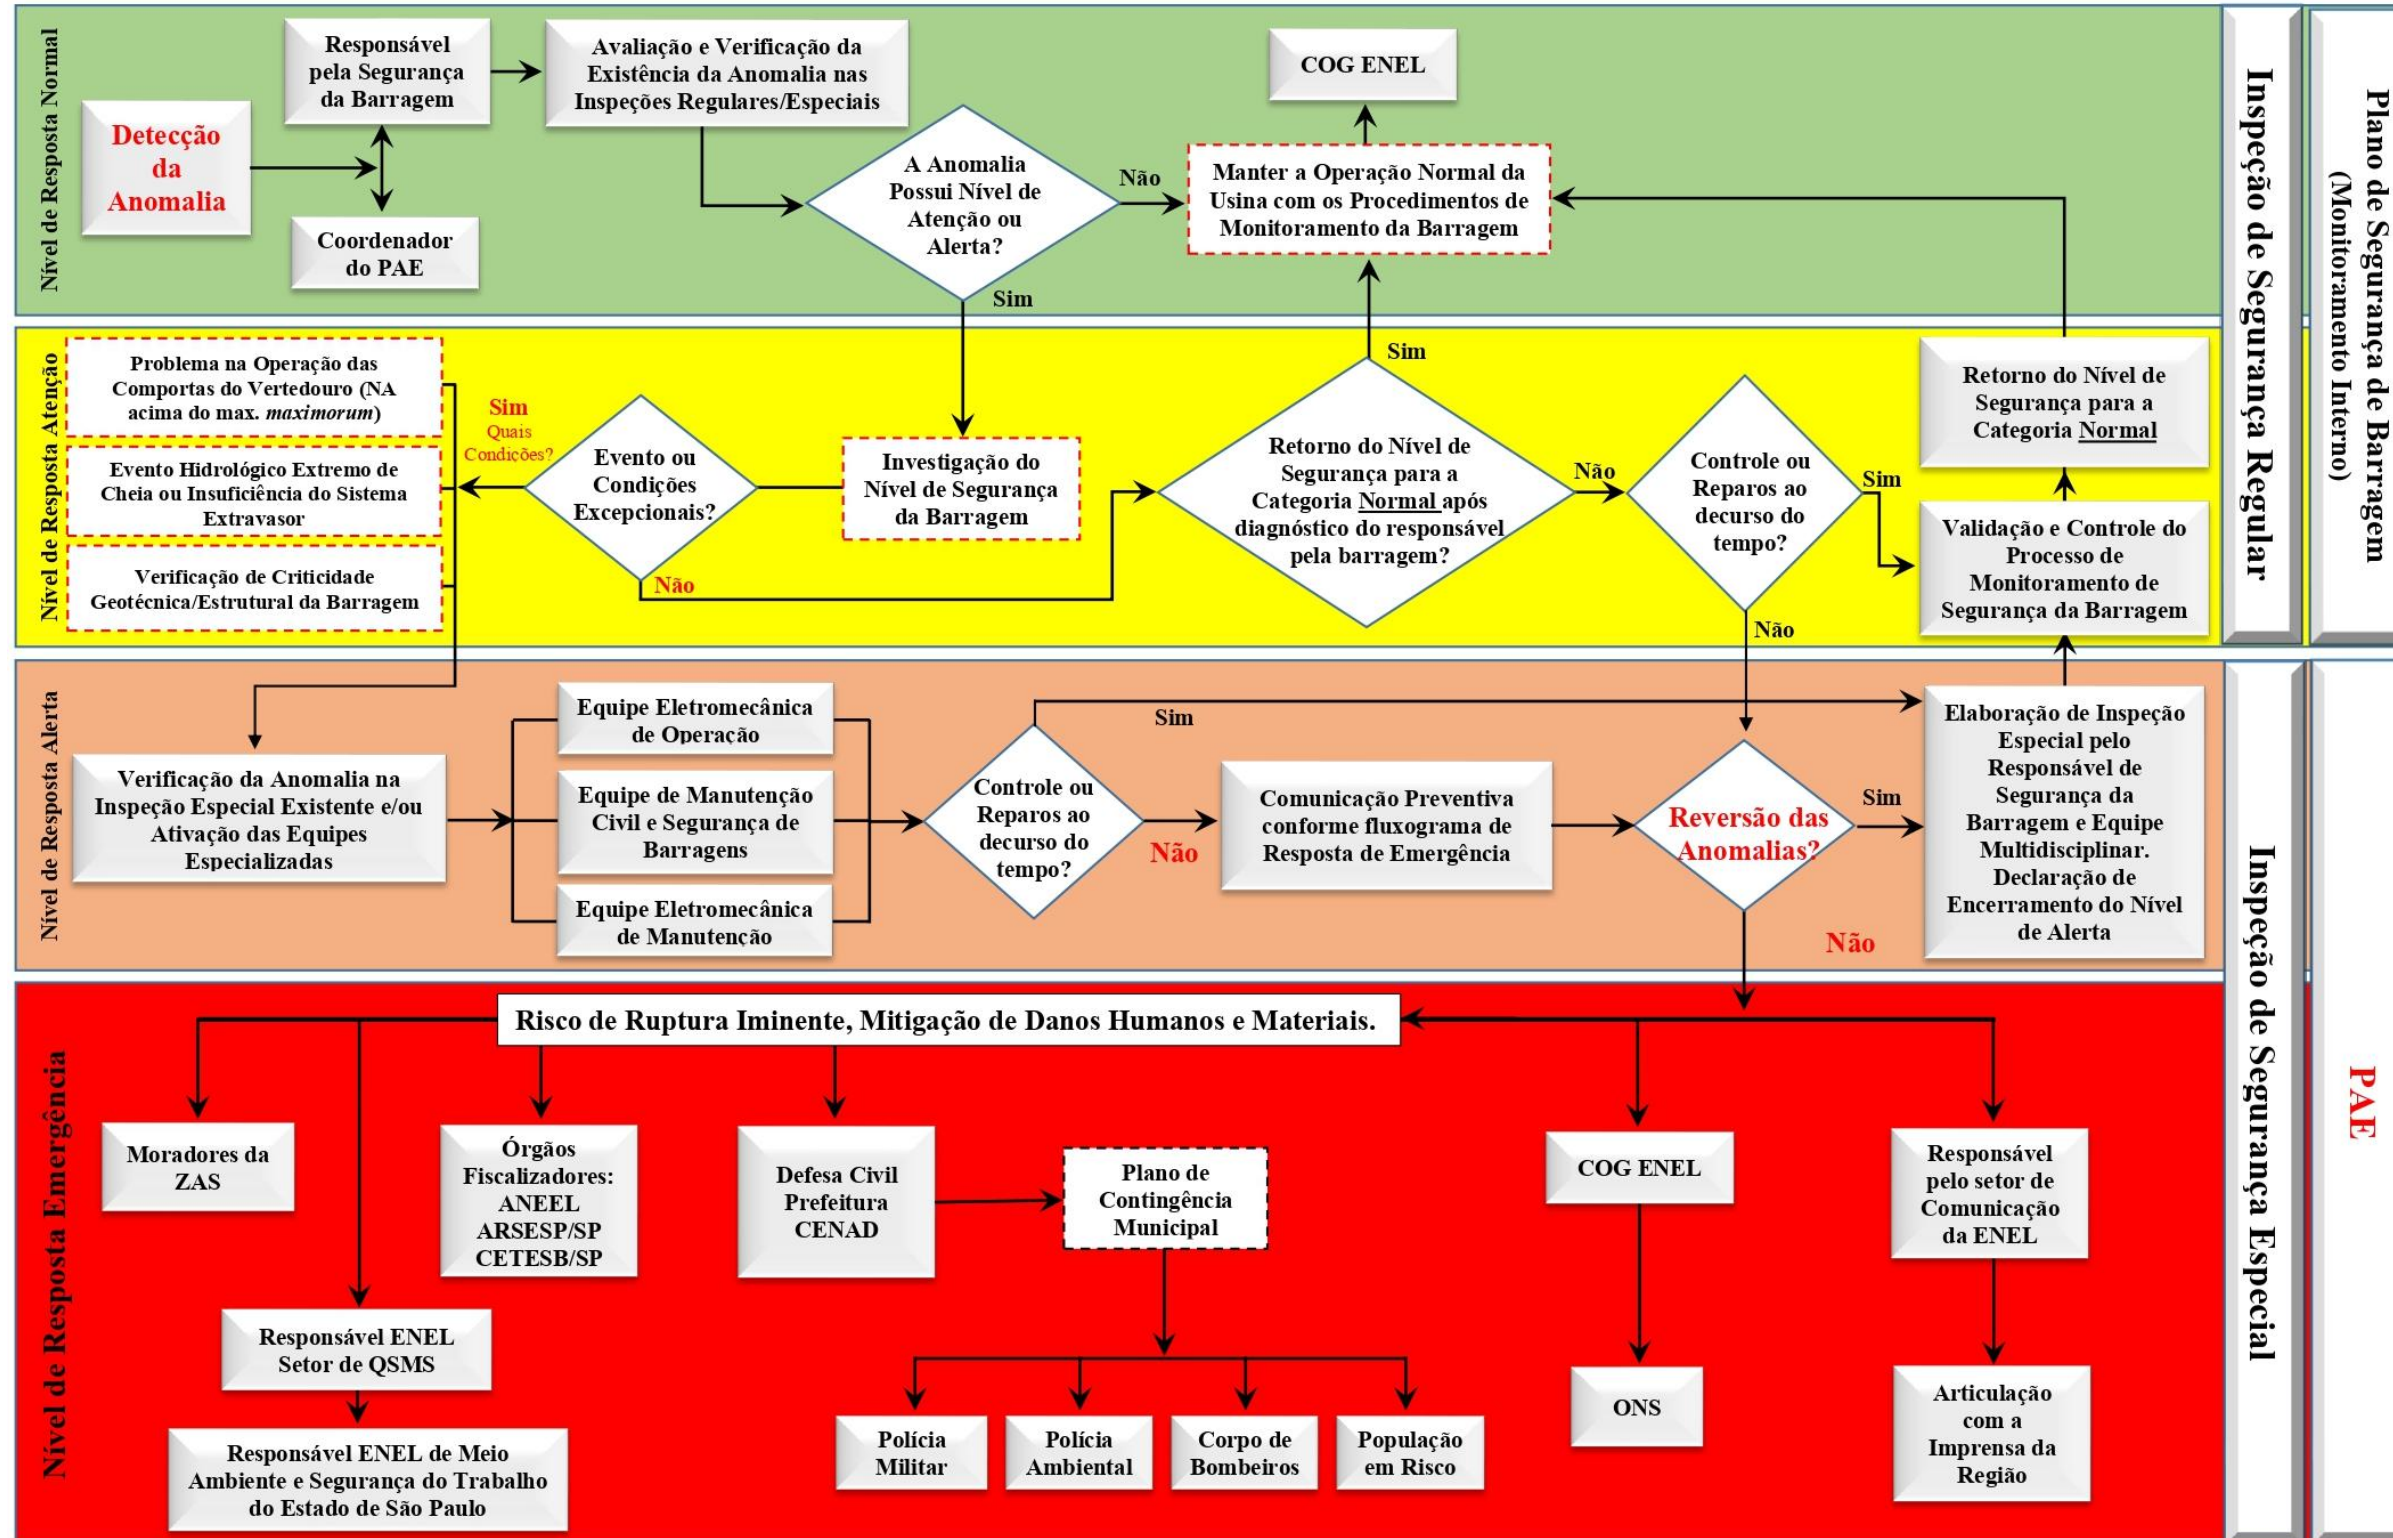 Nível de Resposta Normal
Detecção
da
Anomalia
Responsável
pela Segurança
da Barragem
Coordenador
do PAE
Avaliação e Verificação da
Existência da Anomalia nas
Inspeções Regulares/Especiais
A Anomalia
Possui Nível de
Atenção ou
Alerta?
Não
Sim
COG ENEL
Manter a Operação Normal da
Usina com os Procedimentos de
Monitoramento da Barragem
Inspeção de Segurança Regular
Plano de Segurança de Barragem
(Monitoramento Interno)
Nível de Resposta Atenção
Problema na Operação das
Comportas do Vertedouro (NA
acima do max. maximorum)
Evento Hidrológico Extremo de
Cheia ou Insuficiência do Sistema
Extravasor
Verificação de Criticidade
Geotécnica/Estrutural da Barragem
Sim
Quais
Condições?
Evento ou
Condições
Excepcionais?
Não
Investigação do
Nível de Segurança
da Barragem
Sim
Retorno do Nível de
Segurança para a
Categoria Normal após
diagnóstico do responsável
pela barragem?
Não
Controle ou
Reparos ao
decurso do
tempo?
Sim
Não
Retorno do Nível de
Segurança para a
Categoria Normal
Validação e Controle do
Processo de
Monitoramento de
Segurança da Barragem
Nível de Resposta Alerta
Verificação da Anomalia na
Inspeção Especial Existente e/ou
Ativação das Equipes
Especializadas
Equipe Eletromecânica
de Operação
Equipe de Manutenção
Civil e Segurança de
Barragens
Equipe Eletromecânica
de Manutenção
Controle ou
Reparos ao
decurso do
tempo?
Sim
Não
Comunicação Preventiva
conforme fluxograma de
Resposta de Emergência
Reversão das
Anomalias?
Sim
Não
Elaboração de Inspeção
Especial pelo
Responsável de
Segurança da
Barragem e Equipe
Multidisciplinar.
Declaração de
Encerramento do Nível
de Alerta
Inspeção de Segurança Especial
PAE
Nível de Resposta Emergência
Risco de Ruptura Iminente, Mitigação de Danos Humanos e Materiais.
Moradores da
ZAS
Responsável ENEL
Setor de QSMS
Responsável ENEL de Meio
Ambiente e Segurança do Trabalho
do Estado de São Paulo
Órgãos
Fiscalizadores:
ANEEL
ARSESP/SP
CETESB/SP
Defesa Civil
Prefeitura
CENAD
Plano de
Contingência
Municipal
Polícia
Militar
Polícia
Ambiental
Corpo de
Bombeiros
População
em Risco
COG ENEL
ONS
Responsável
pelo setor de
Comunicação
da ENEL
Articulação
com a
Imprensa da
Região